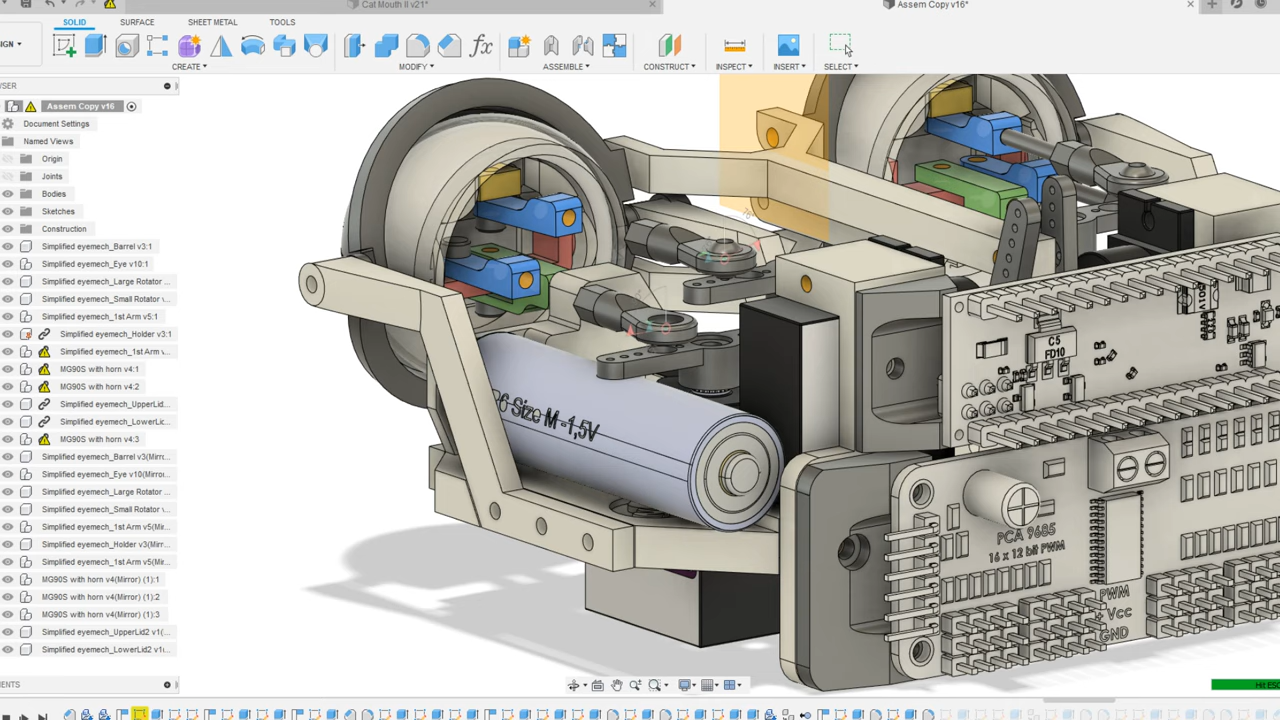 Cat Mouth II v21*
Assem Copy v16*
SOLID
SURFACE
SHEET METAL
TOOLS
CREATE
MODIFY
ASSEMBLE
CONSTRUCT
INSPECT
INSERT
SELECT
Assem Copy v16
Document Settings
Named Views
Origin
Joints
Bodies
Sketches
Construction
Simplified eyemech_Barrel v3:1
Simplified eyemech_Eye v10:1
Simplified eyemech_Large Rotator ...
Simplified eyemech_Small Rotator ...
Simplified eyemech_1st Arm v5:1
Simplified eyemech_Holder v3:1
Simplified eyemech_1st Arm v...
MG90S with horn v4:1
MG90S with horn v4:2
Simplified eyemech_UpperLid...
Simplified eyemech_LowerLid...
MG90S with horn v4:3
Simplified eyemech_Barrel v3(Mirro...
Simplified eyemech_Eye v10(Mirror...
Simplified eyemech_Large Rotator ...
Simplified eyemech_Small Rotator ...
Simplified eyemech_1st Arm v5(Mir...
Simplified eyemech_Holder v3(Mirr...
Simplified eyemech_1st Arm v5(Mir...
MG90S with horn v4(Mirror) (1):1
MG90S with horn v4(Mirror) (1):2
MG90S with horn v4(Mirror) (1):3
Simplified eyemech_UpperLid2 v1(...
Simplified eyemech_LowerLid2 v1(...
Size M -1,5V
C5
FD10
PCA 9685
16 x 12 bit PWM
PWM
+ Vcc
GND